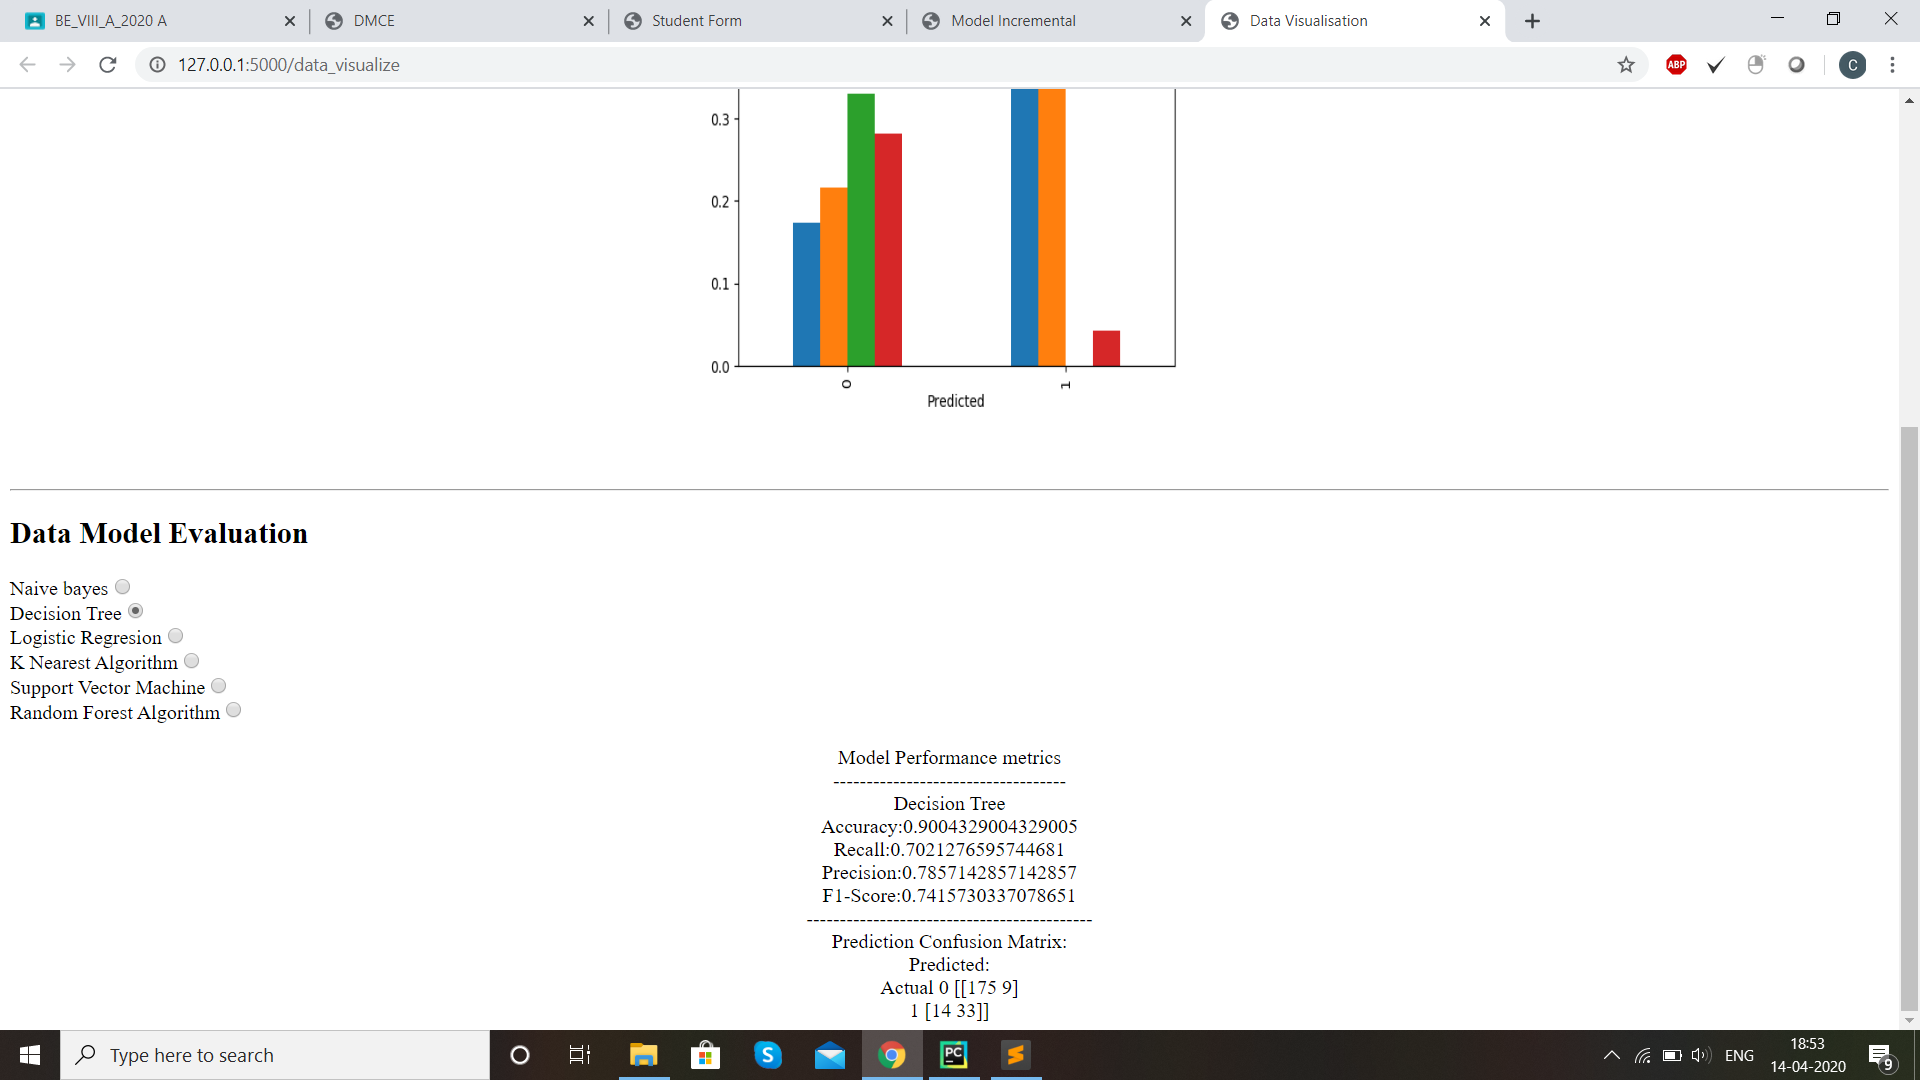 BE_VIII_A_2020 A
DMCE
Student Form
Model Incremental
Data Visualisation
127.0.0.1:5000/data_visualize
ABP
C
0.3
0.2
0.1
0.0
0
1
Predicted
Data Model Evaluation
Naive bayes
Decision Tree
Logistic Regresion
K Nearest Algorithm
Support Vector Machine
Random Forest Algorithm
Model Performance metrics
-----------------------------------
Decision Tree
Accuracy:0.9004329004329005
Recall:0.7021276595744681
Precision:0.7857142857142857
F1-Score:0.7415730337078651
-------------------------------------------
Prediction Confusion Matrix:
Predicted:
Actual 0 [[175 9]
1 [14 33]]
Type here to search
S
PC
ENG
18:53
14-04-2020
9